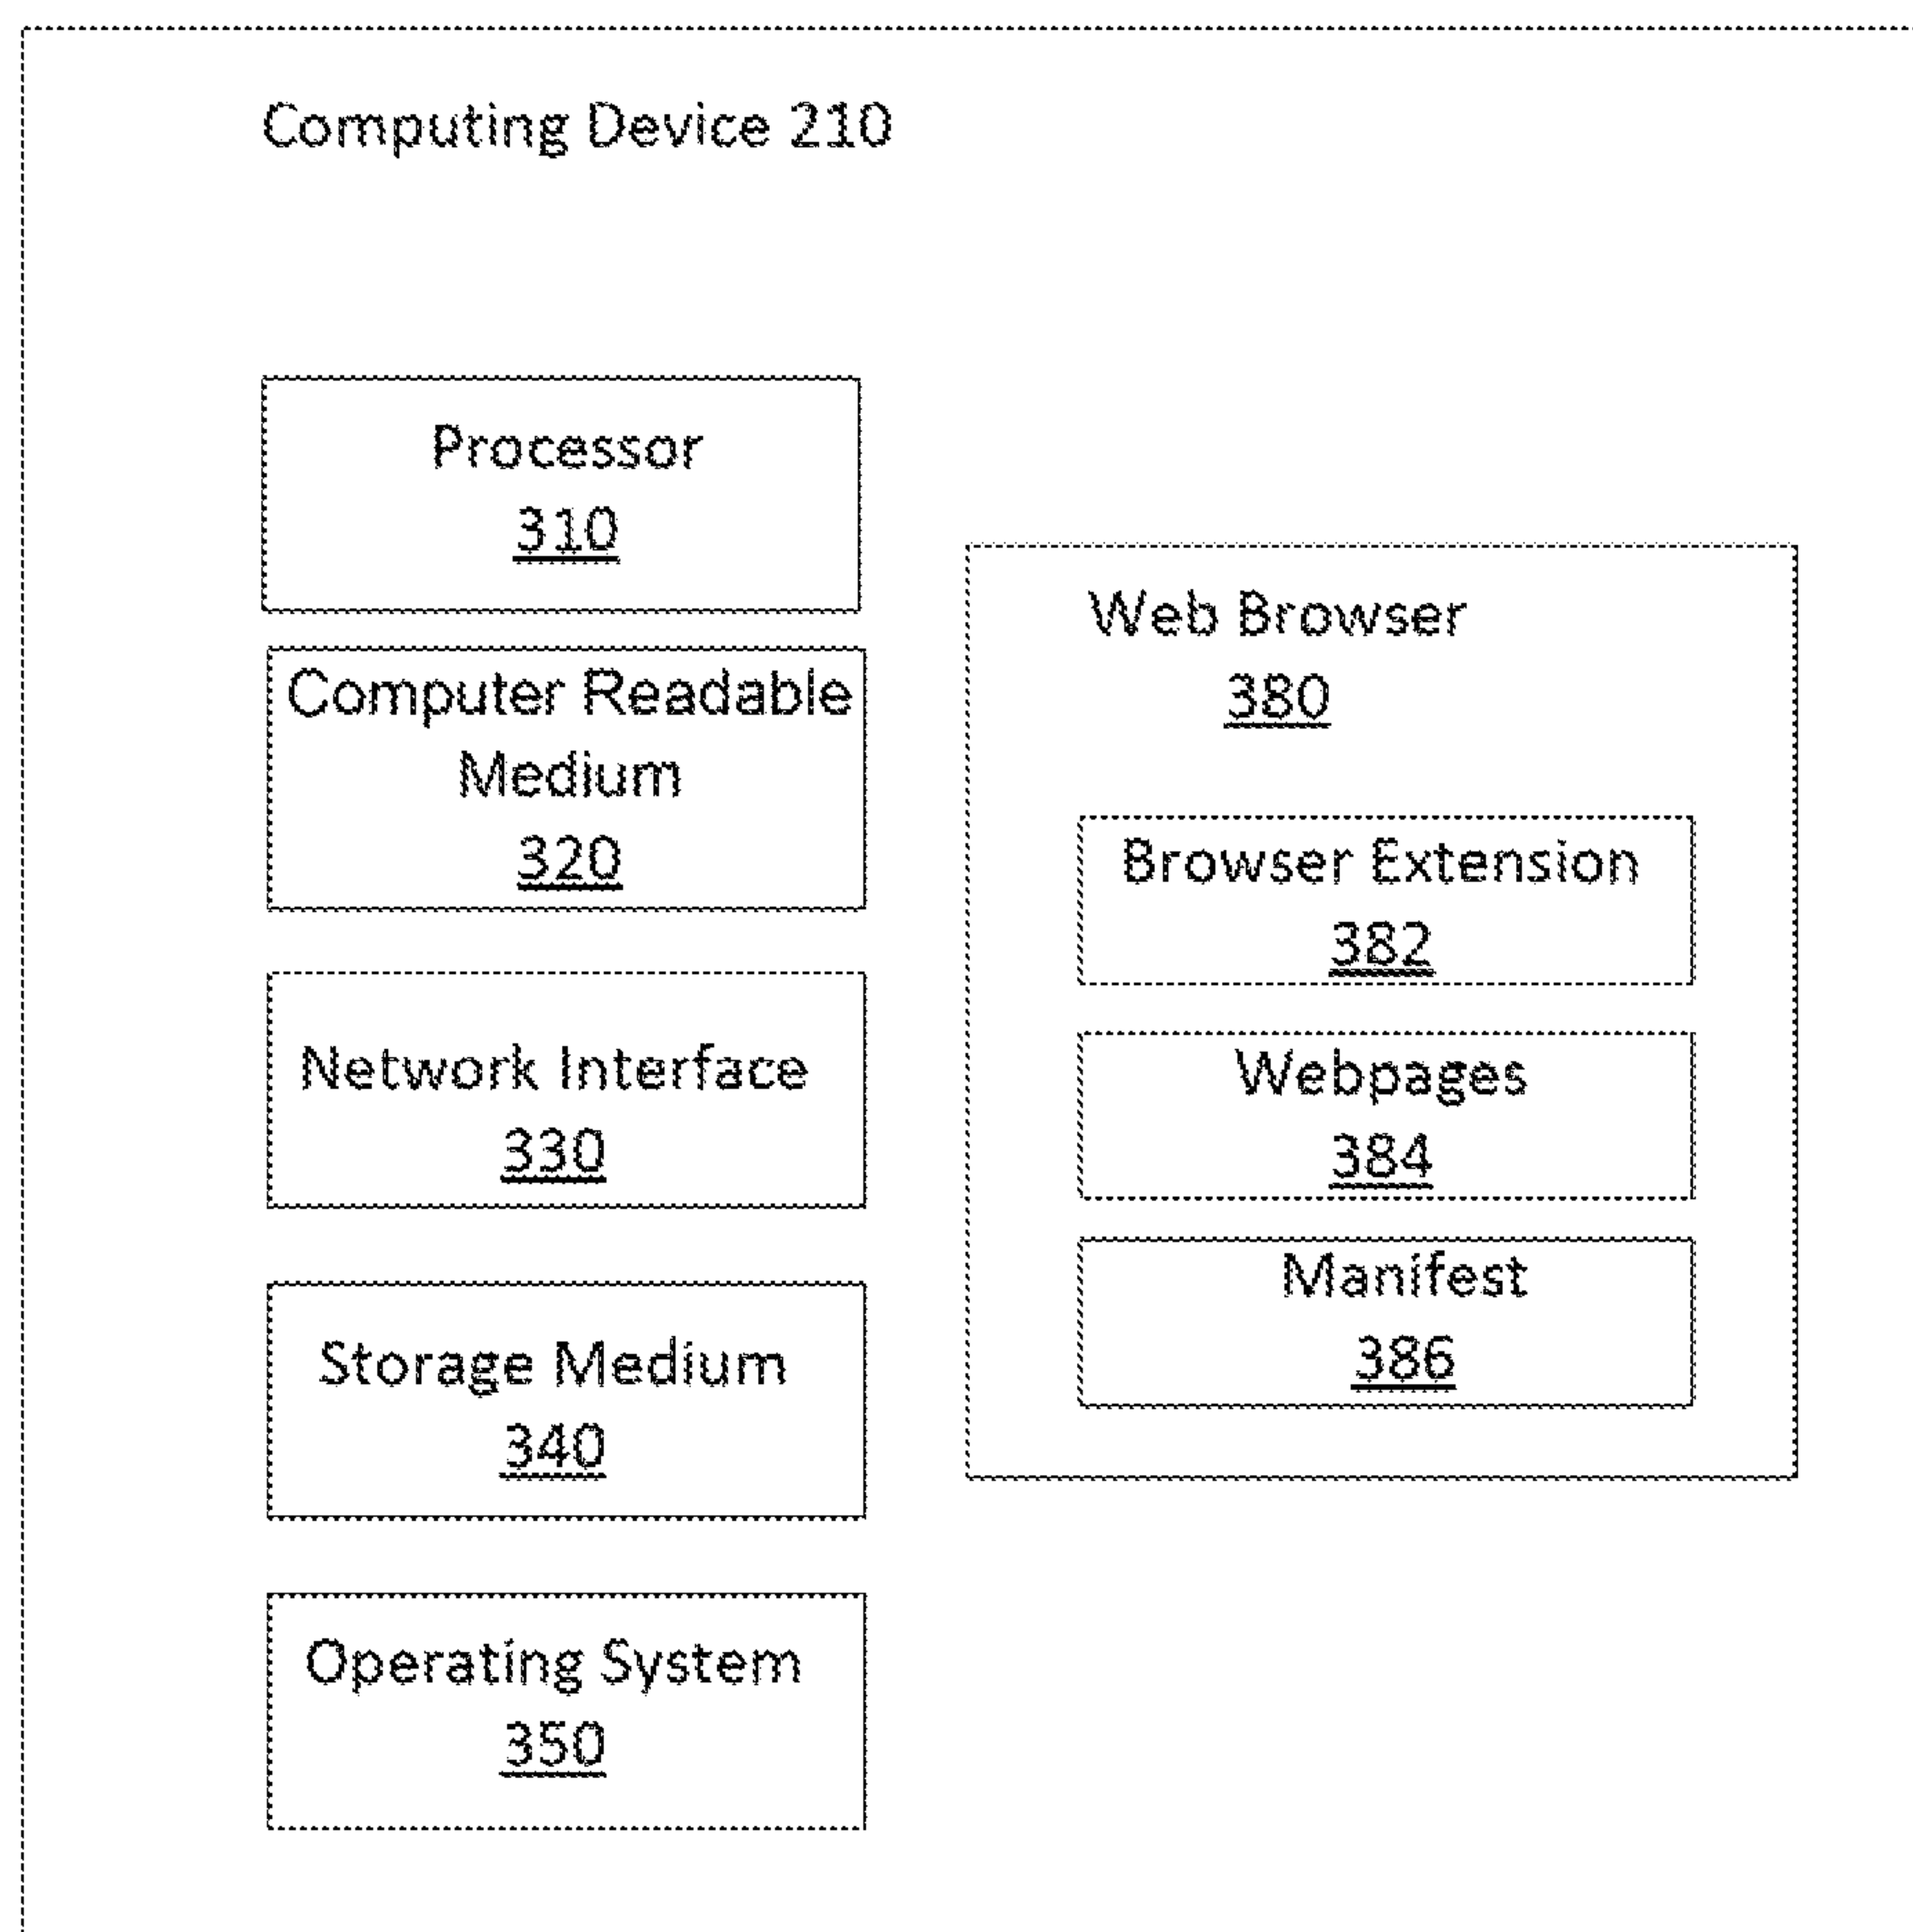 Computing Device 210
Processor
310
Computer Readable
Medium
320
Network Interface
330
Storage Medium
340
Operating System
350
Web Browser
380
Browser Extension
382
Webpages
384
Manifest
386